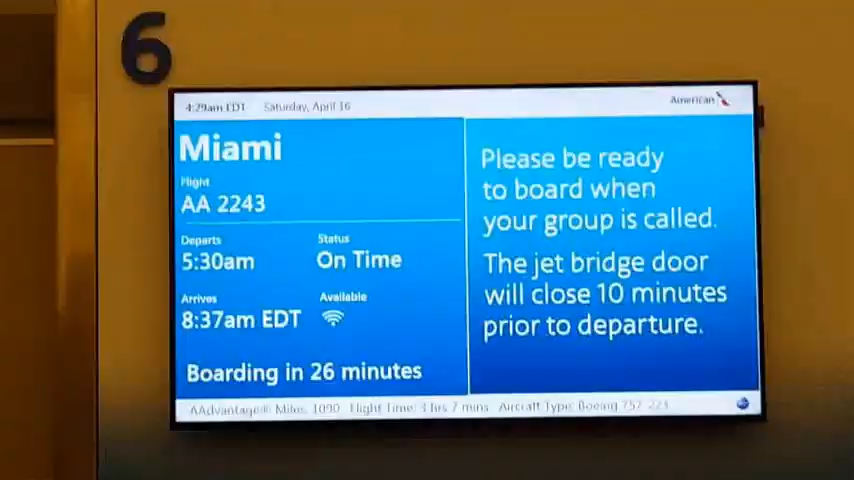 6
4:29am EDT Saturday, April 16
American
Miami
Flight
AA 2243
Departs
5:30am
Status
On Time
Arrives
8:37am EDT
Available
Boarding in 26 minutes
Please be ready
to board when
your group is called.
The jet bridge door
will close 10 minutes
prior to departure.
AAdvantage® Miles: 1090 Flight Time: 3 hrs 7 mins Aircraft Type: Boeing 757-223